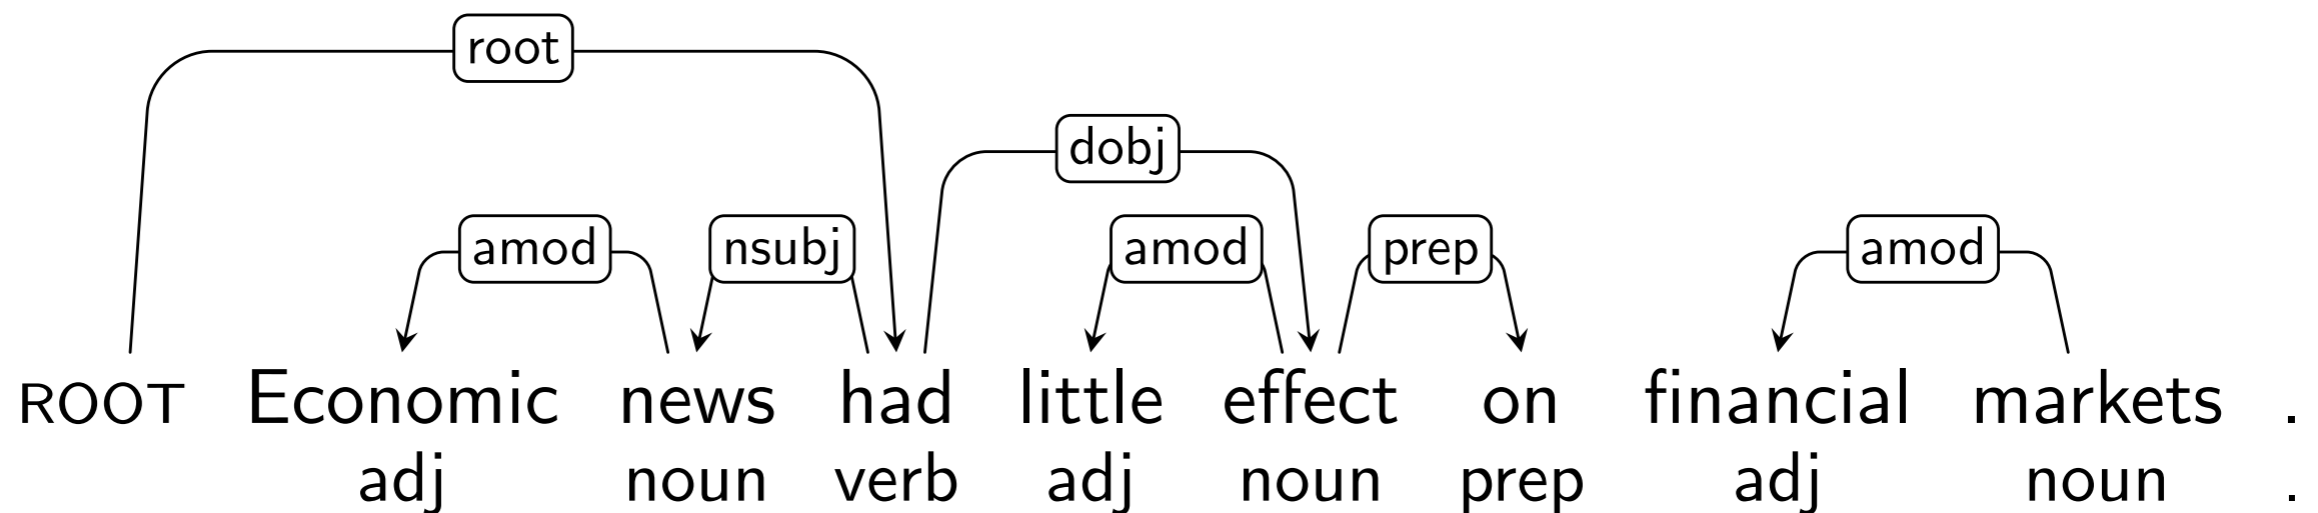 root
dobj
amod nsubj amod prep amod
ROOT Economic news had little effect on financial markets .
adj noun verb adj noun prep adj noun .